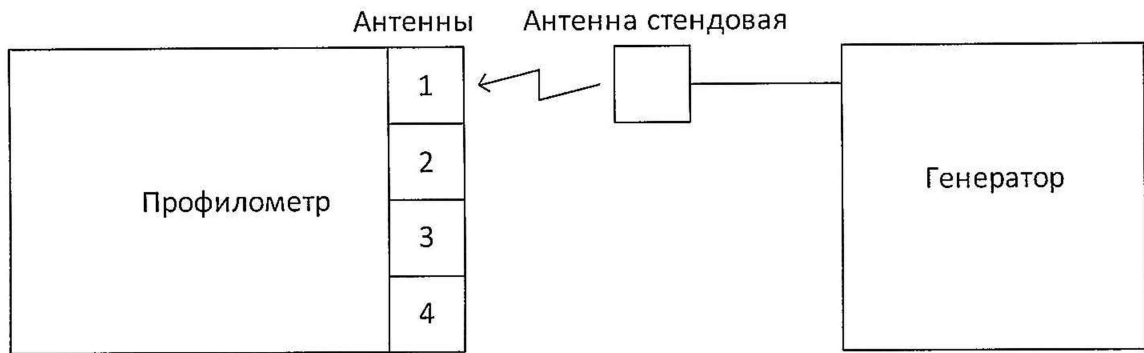 Антенны
Антенна стендовая
1
2
3
4
Профилометр
Генератор